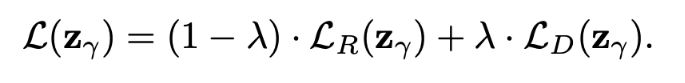 𝓛(𝐳_γ) = (1 − λ) · 𝓛_R(𝐳_γ) + λ · 𝓛_D(𝐳_γ).